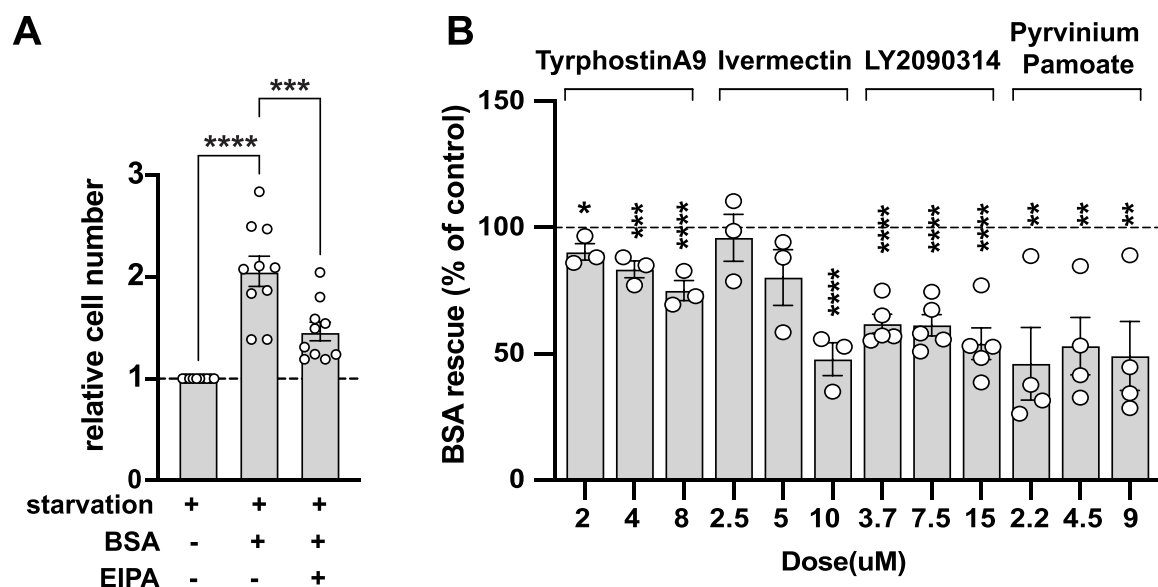 A
***
****
3
2
1
0
relative cell number
starvation + + +
BSA - + +
EIPA - - +
B
TyrphostinA9 Ivermectin LY2090314 Pyrvinium Pamoate
150
100
50
0
BSA rescue (% of control)
* *** **** **** **** **** **** ** ** **
2 4 8 2.5 5 10 3.7 7.5 15 2.2 4.5 9
Dose(uM)